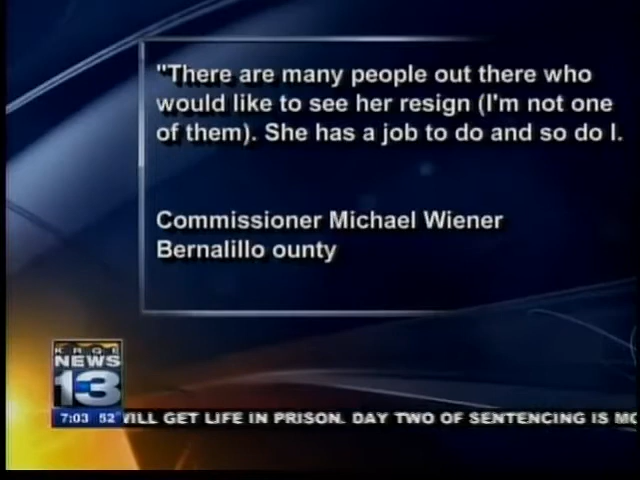 "There are many people out there who
would like to see her resign (I'm not one
of them). She has a job to do and so do I.
Commissioner Michael Wiener
Bernalillo ounty
KRQE
NEWS
13
7:03 52°
WILL GET LIFE IN PRISON. DAY TWO OF SENTENCING IS